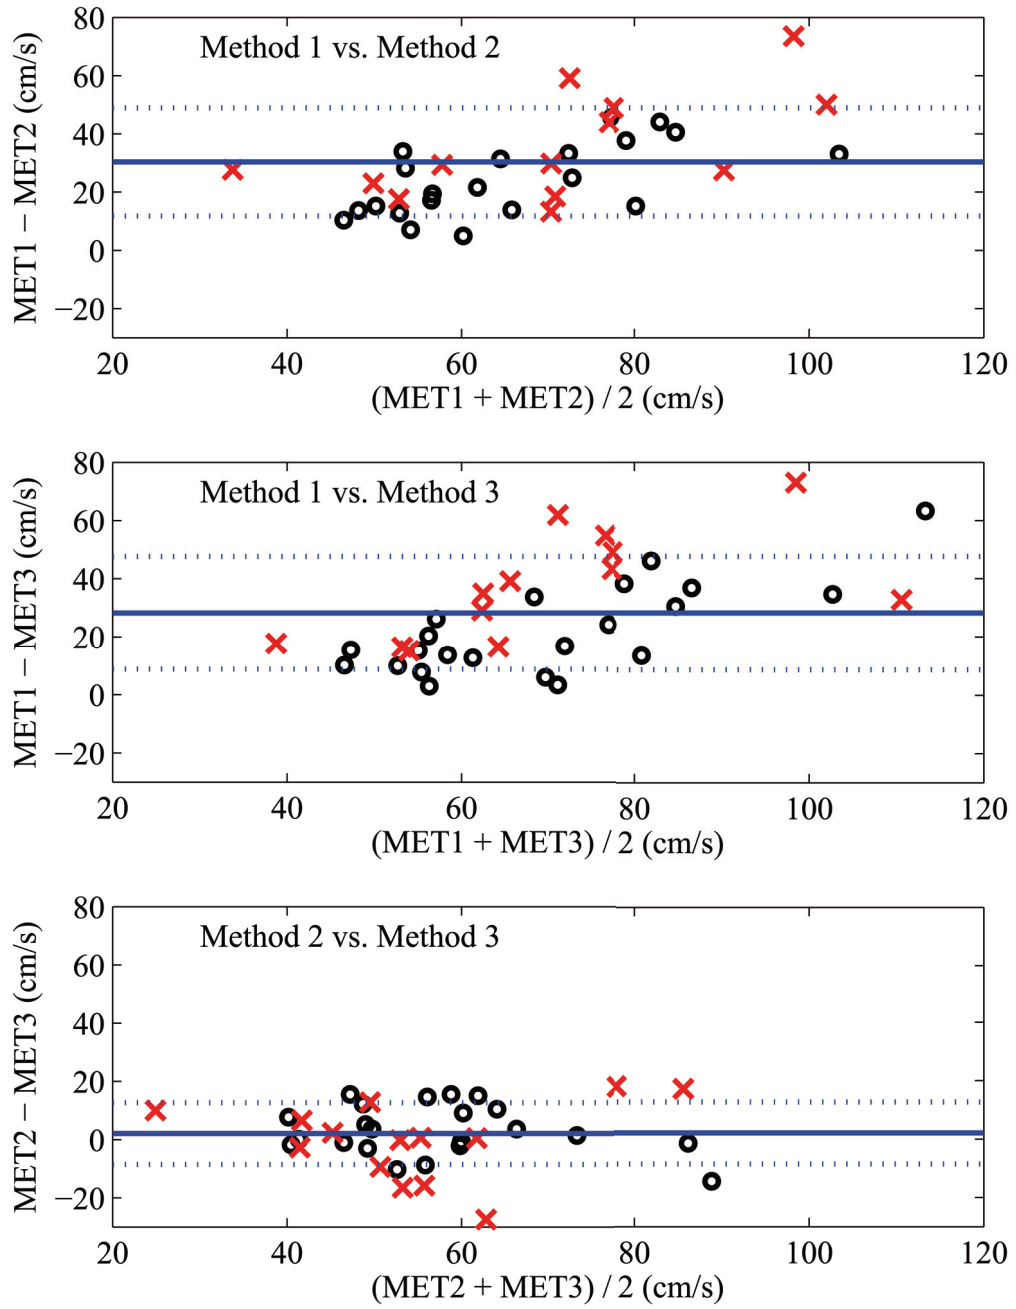 Method 1 vs. Method 2
MET1 − MET2 (cm/s)
80
60
40
20
0
−20
20 40 60 80 100 120
(MET1 + MET2) / 2 (cm/s)
Method 1 vs. Method 3
MET1 − MET3 (cm/s)
80
60
40
20
0
−20
20 40 60 80 100 120
(MET1 + MET3) / 2 (cm/s)
Method 2 vs. Method 3
MET2 − MET3 (cm/s)
80
60
40
20
0
−20
20 40 60 80 100 120
(MET2 + MET3) / 2 (cm/s)